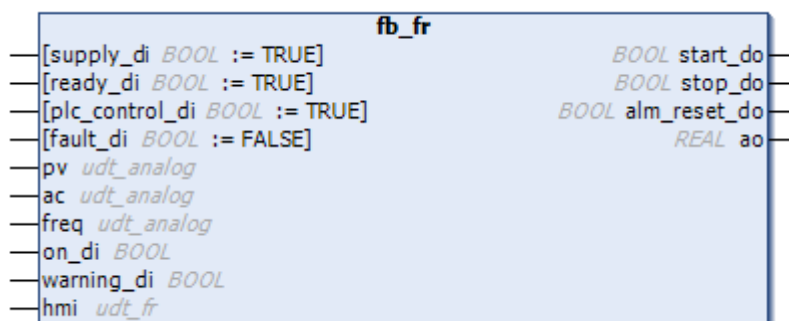 fb_fr
[supply_di BOOL := TRUE] BOOL start_do
[ready_di BOOL := TRUE] BOOL stop_do
[plc_control_di BOOL := TRUE] BOOL alm_reset_do
[fault_di BOOL := FALSE] REAL ao
pv udt_analog
ac udt_analog
freq udt_analog
on_di BOOL
warning_di BOOL
hmi udt_fr